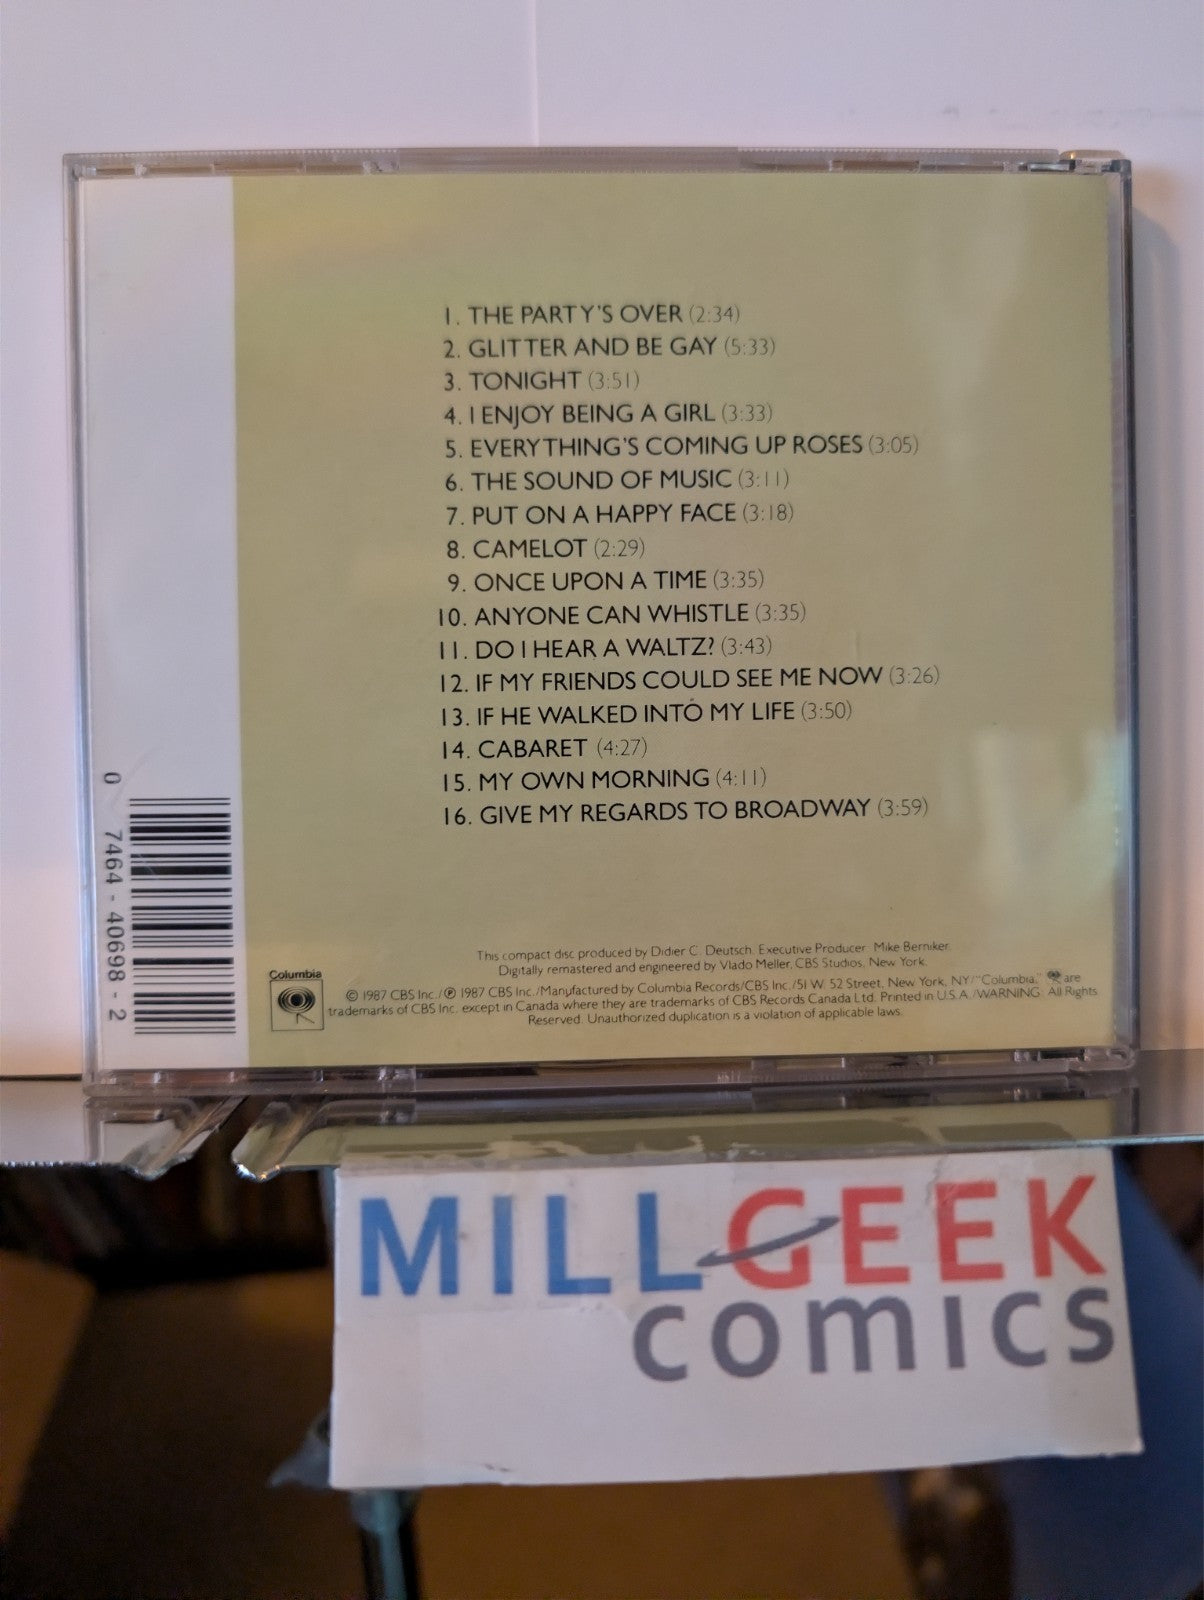 1. THE PARTY'S OVER (2:34)
2. GLITTER AND BE GAY (5:33)
3. TONIGHT (3:51)
4. I ENJOY BEING A GIRL (3:33)
5. EVERYTHING'S COMING UP ROSES (3:05)
6. THE SOUND OF MUSIC (3:11)
7. PUT ON A HAPPY FACE (3:18)
8. CAMELOT (2:29)
9. ONCE UPON A TIME (3:35)
10. ANYONE CAN WHISTLE (3:35)
11. DO I HEAR A WALTZ? (3:43)
12. IF MY FRIENDS COULD SEE ME NOW (3:26)
13. IF HE WALKED INTO MY LIFE (3:50)
14. CABARET (4:27)
15. MY OWN MORNING (4:11)
16. GIVE MY REGARDS TO BROADWAY (3:59)
0 7464-40698-2
This compact disc produced by Didier C. Deutsch. Executive Producer: Mike Berniker.
Digitally remastered and engineered by Vlado Meller, CBS Studios, New York.
Columbia
© 1987 CBS Inc./℗ 1987 CBS Inc./Manufactured by Columbia Records/CBS Inc./51 W. 52 Street, New York, NY/"Columbia," are
trademarks of CBS Inc. except in Canada where they are trademarks of CBS Records Canada Ltd. Printed in U.S.A./WARNING: All Rights
Reserved. Unauthorized duplication is a violation of applicable laws.
MILLGEEK
comics